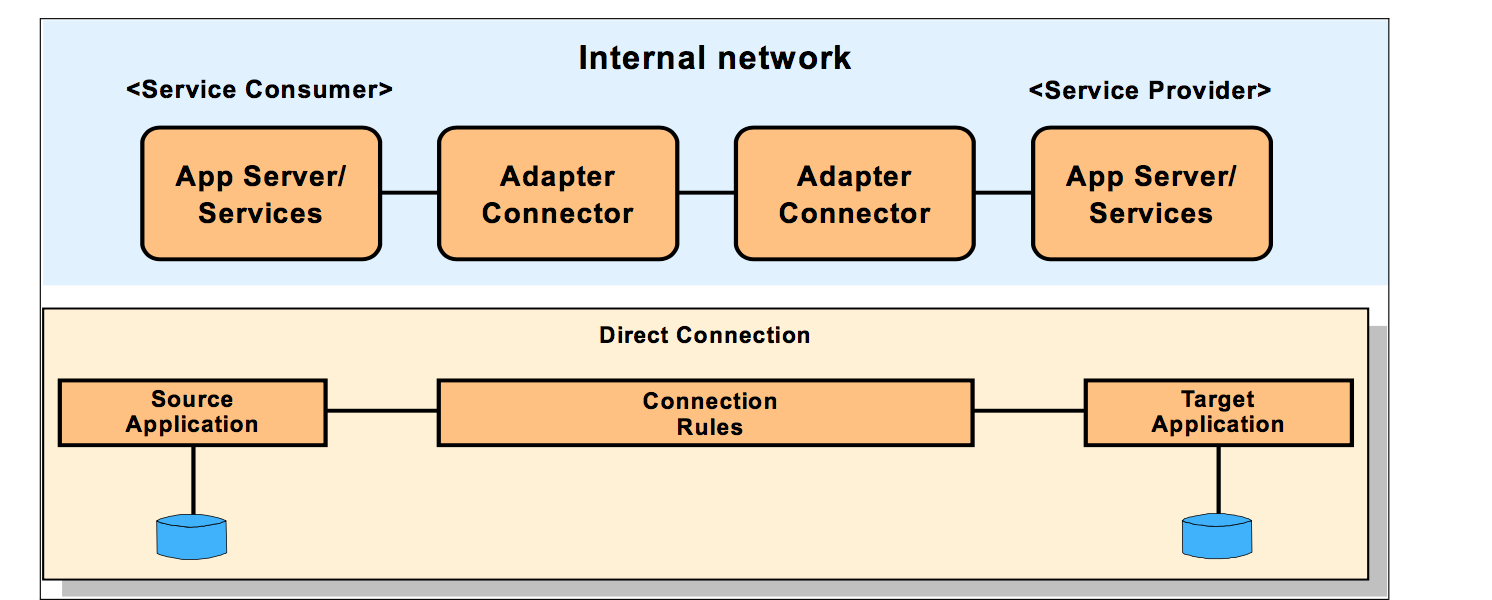 Internal network
<Service Consumer>
<Service Provider>
App Server/
Services
Adapter
Connector
Adapter
Connector
App Server/
Services
Direct Connection
Source
Application
Connection
Rules
Target
Application